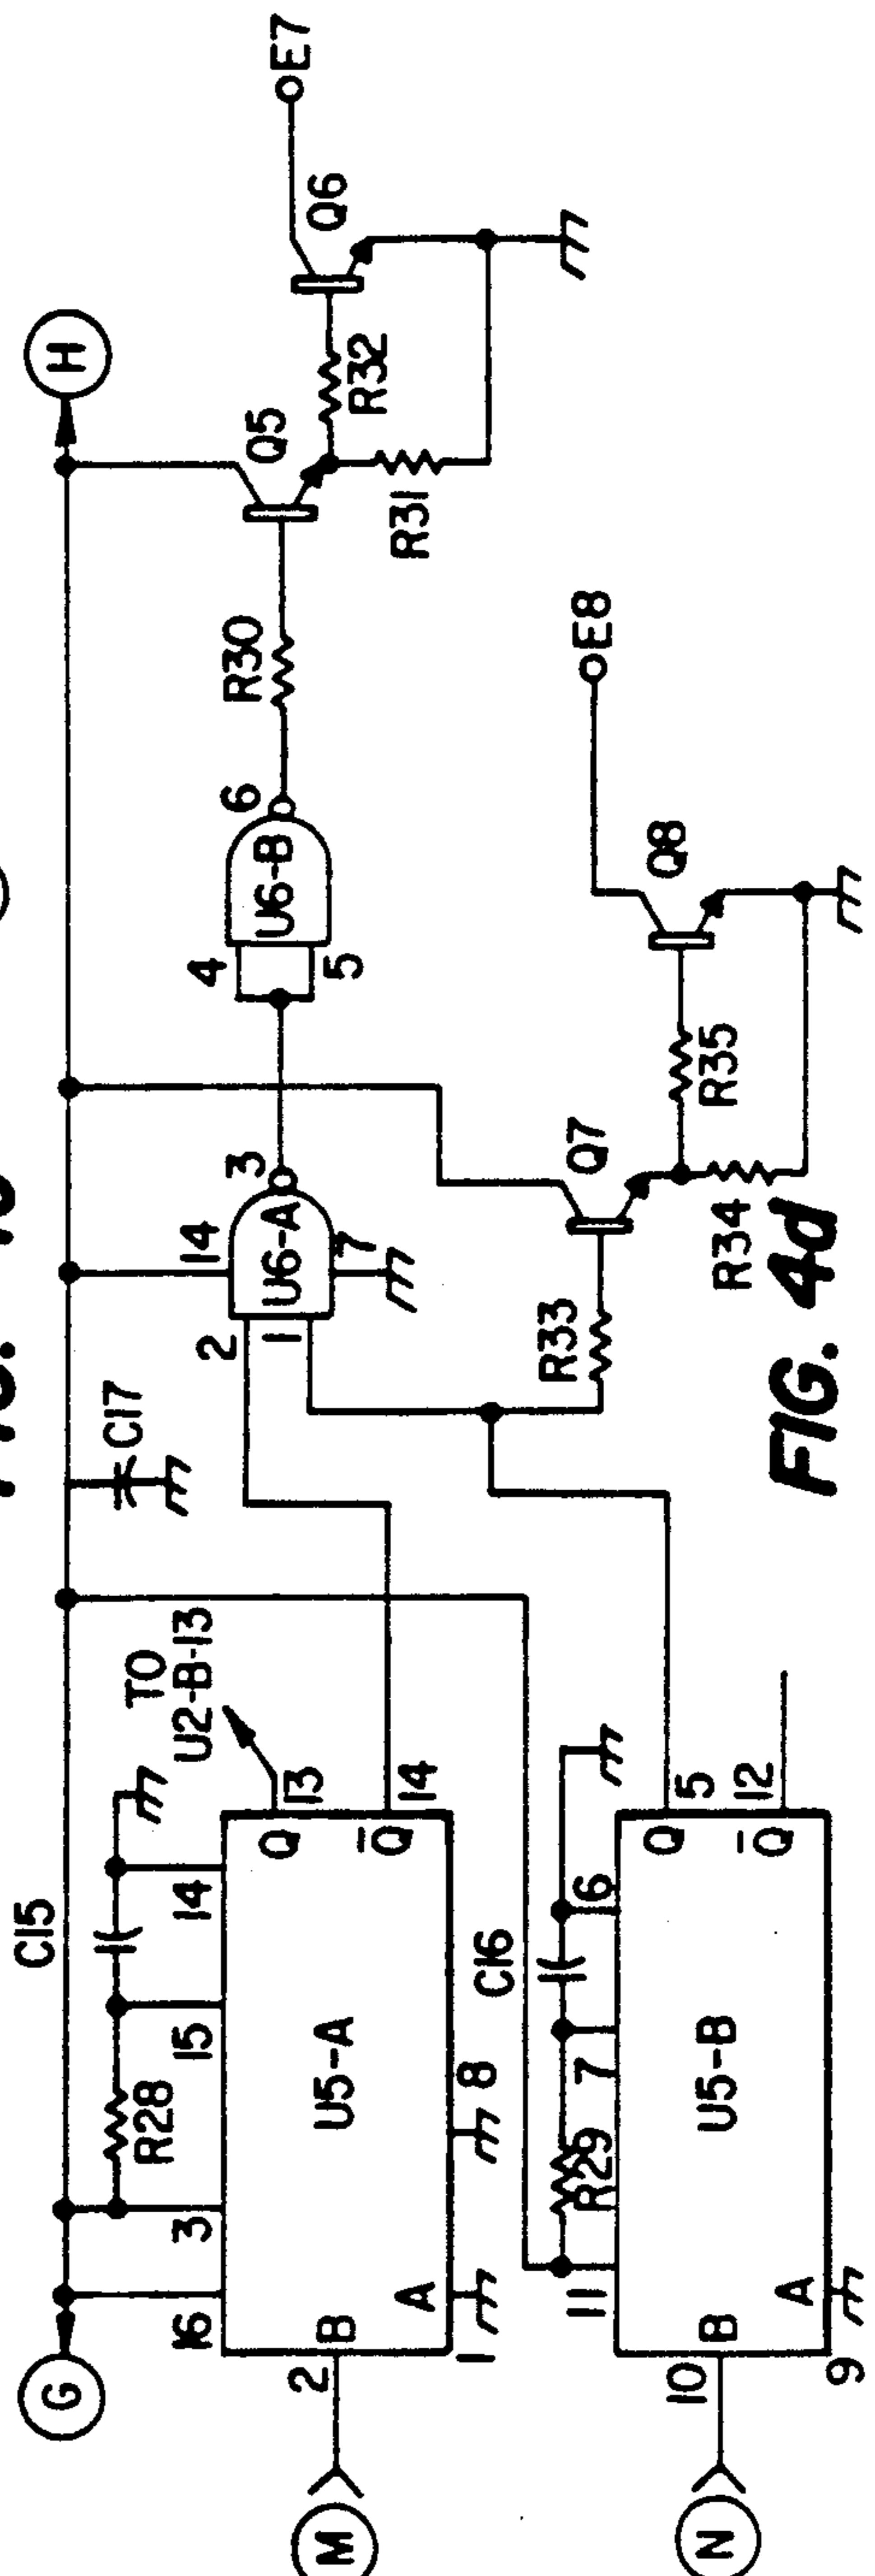 G
H
C15
C17
TO
U2-B-13
14
3
2
1
U6-A
7
4
5
U6-B
6
R30
Q5
R31
R32
Q6
E7
16
3
R28
15
14
13
Q
Q̅
14
U5-A
B
2
A
1
8
M
R33
Q7
R34
R35
Q8
E8
C16
11
R29
7
6
Q
5
Q̅
12
U5-B
B
10
A
9
N
FIG. 4d